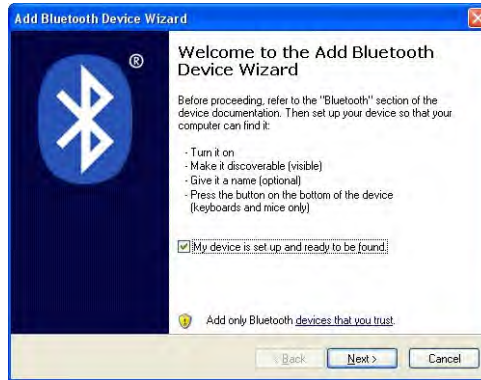 Add Bluetooth Device Wizard
®
Welcome to the Add Bluetooth
Device Wizard
Before proceeding, refer to the "Bluetooth" section of the
device documentation. Then set up your device so that your
computer can find it:
- Turn it on
- Make it discoverable (visible)
- Give it a name (optional)
- Press the button on the bottom of the device
(keyboards and mice only)
My device is set up and ready to be found.
Add only Bluetooth devices that you trust.
< Back
Next >
Cancel